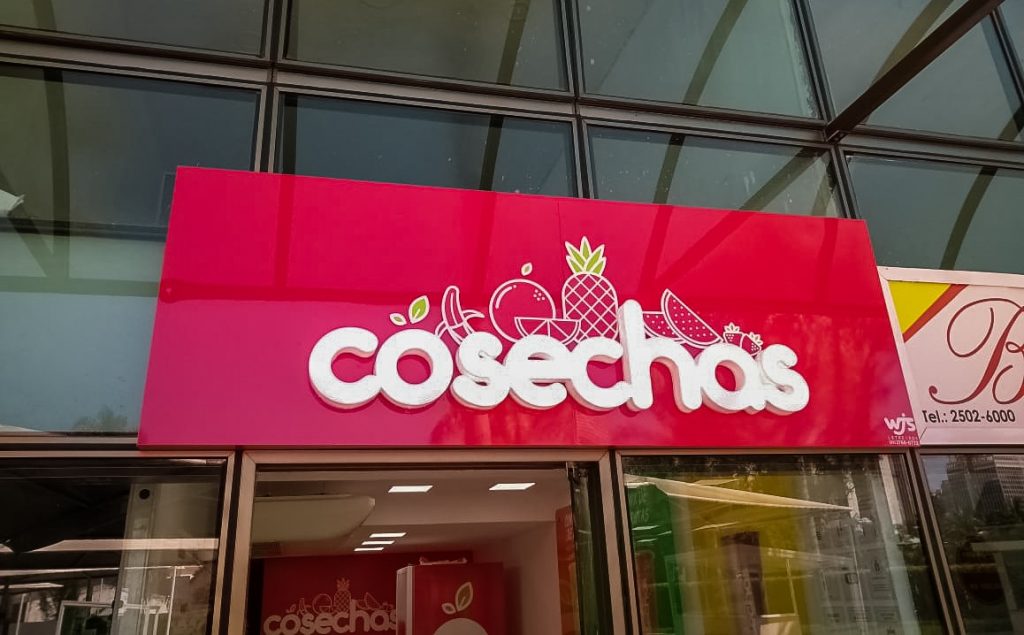 cosechas
wjs
B
Tel.: 2502-6000
cosechas